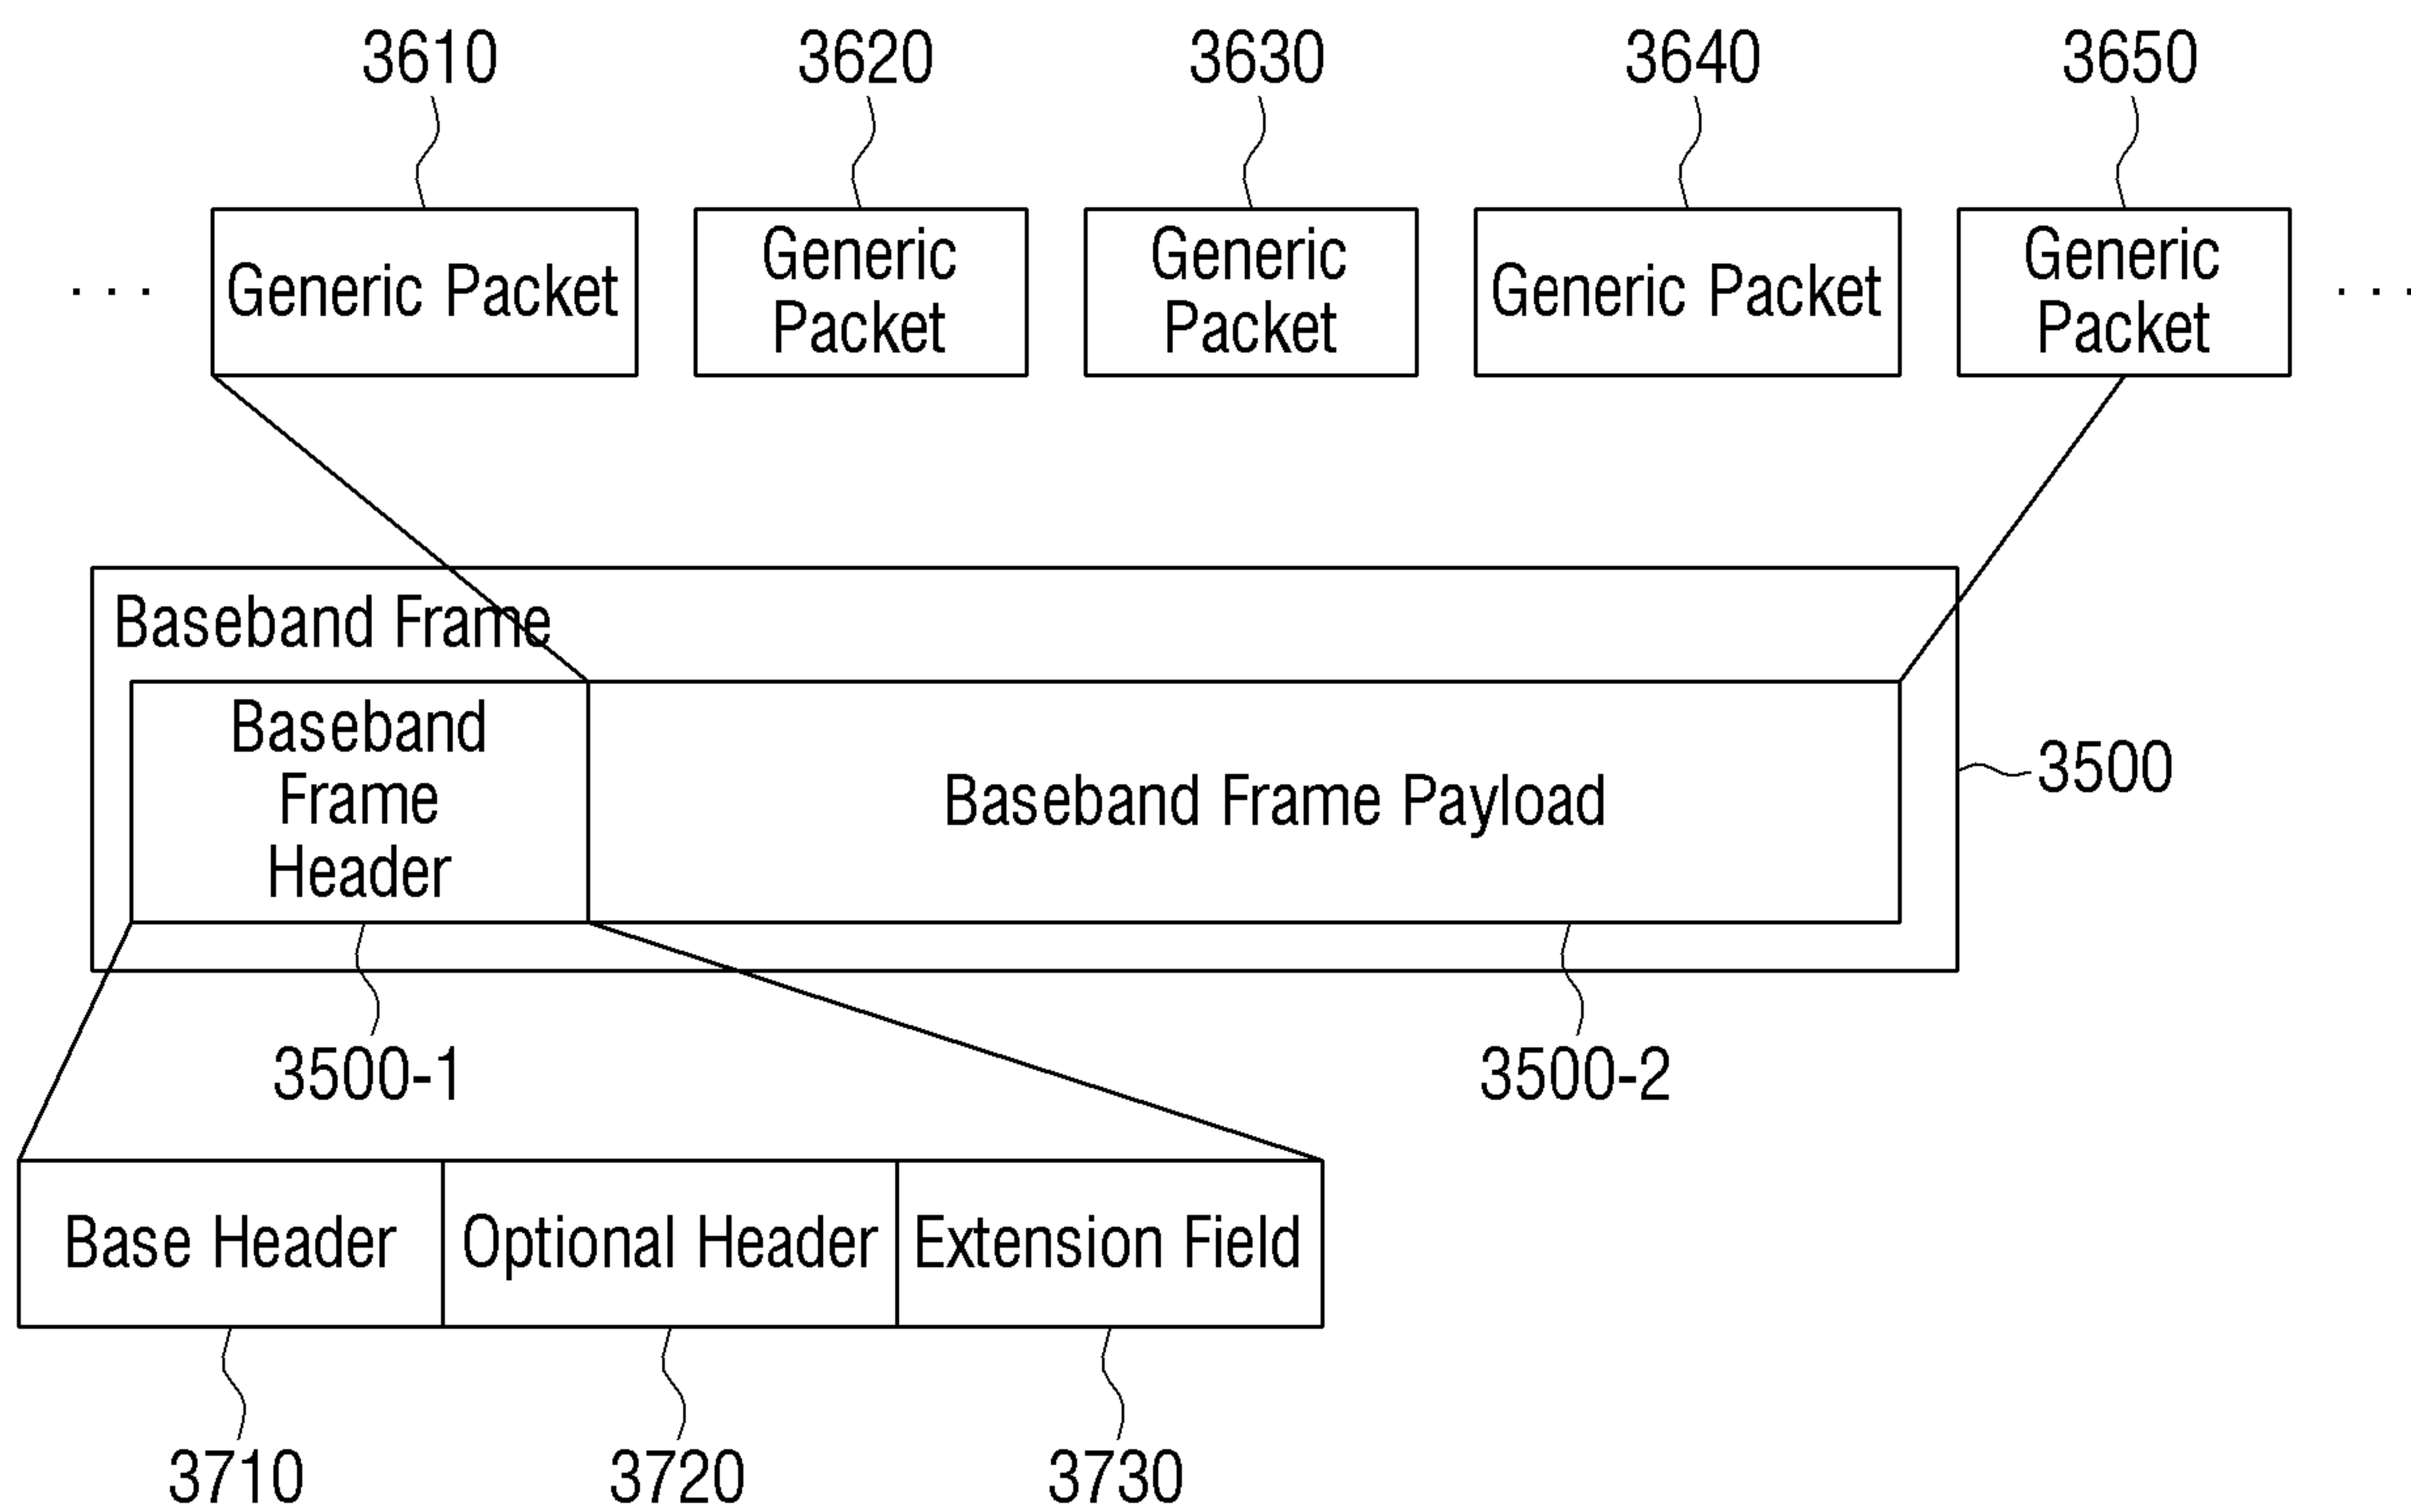 3610 3620 3630 3640 3650
. . . Generic Packet Generic Packet Generic Packet Generic Packet Generic Packet . . .
Baseband Frame
Baseband
Frame
Header
Baseband Frame Payload
3500
3500-1 3500-2
Base Header Optional Header Extension Field
3710 3720 3730